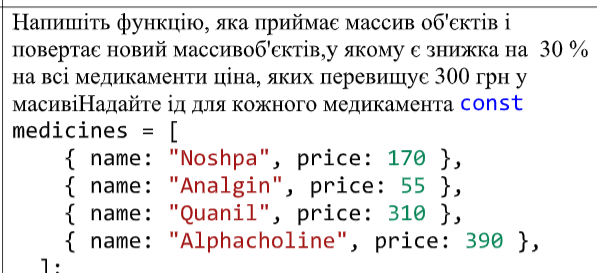 Напишіть функцію, яка приймає массив об'єктів і
повертає новий массивоб'єктів,у якому є знижка на 30 %
на всі медикаменти ціна, яких перевищує 300 грн у
масивіНадайте ід для кожного медикамента const
medicines = [
{ name: "Noshpa", price: 170 },
{ name: "Analgin", price: 55 },
{ name: "Quanil", price: 310 },
{ name: "Alphacholine", price: 390 },
];